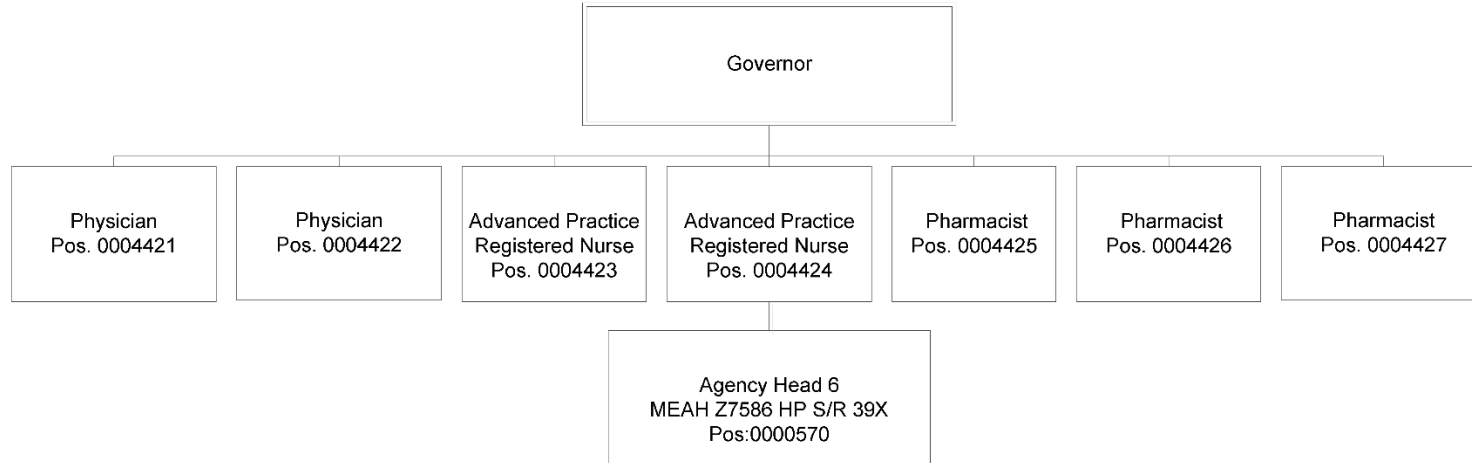 Governor
Physician
Pos. 0004421
Physician
Pos. 0004422
Advanced Practice
Registered Nurse
Pos. 0004423
Advanced Practice
Registered Nurse
Pos. 0004424
Pharmacist
Pos. 0004425
Pharmacist
Pos. 0004426
Pharmacist
Pos. 0004427
Agency Head 6
MEAH Z7586 HP S/R 39X
Pos:0000570